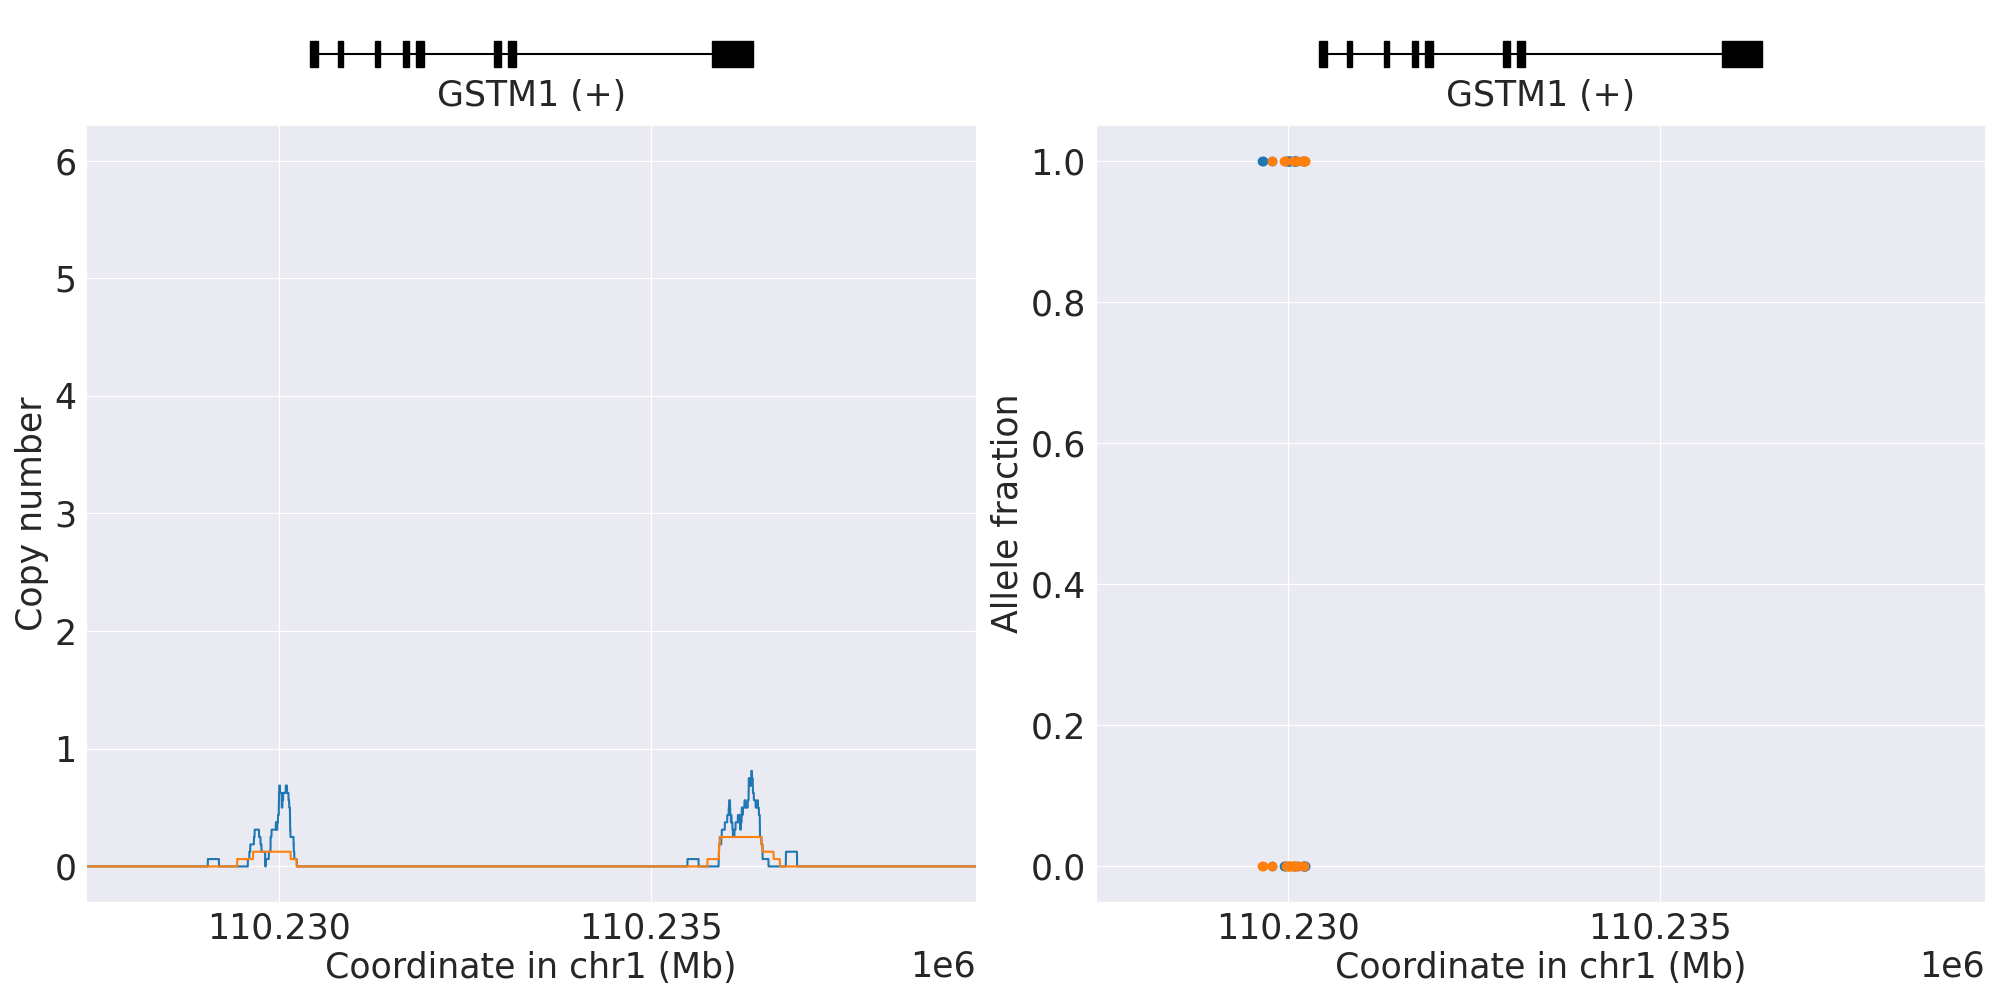 GSTM1 (+)
GSTM1 (+)
Copy number
6
5
4
3
2
1
0
110.230
110.235
Coordinate in chr1 (Mb)
1e6
Allele fraction
1.0
0.8
0.6
0.4
0.2
0.0
110.230
110.235
Coordinate in chr1 (Mb)
1e6